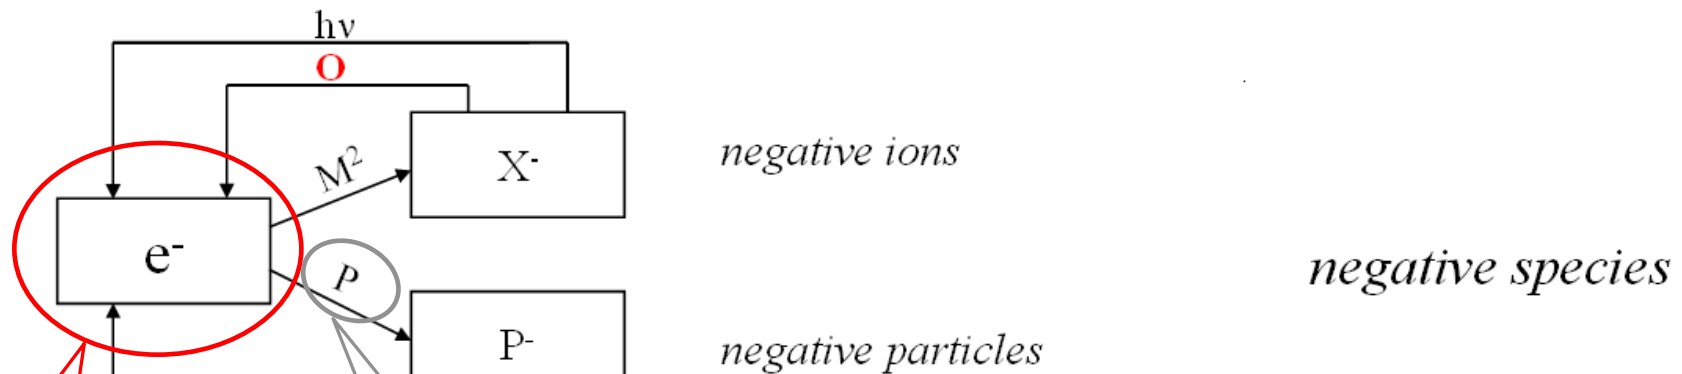 hν
O
M²
X⁻
negative ions
e⁻
P
negative species
P⁻
negative particles